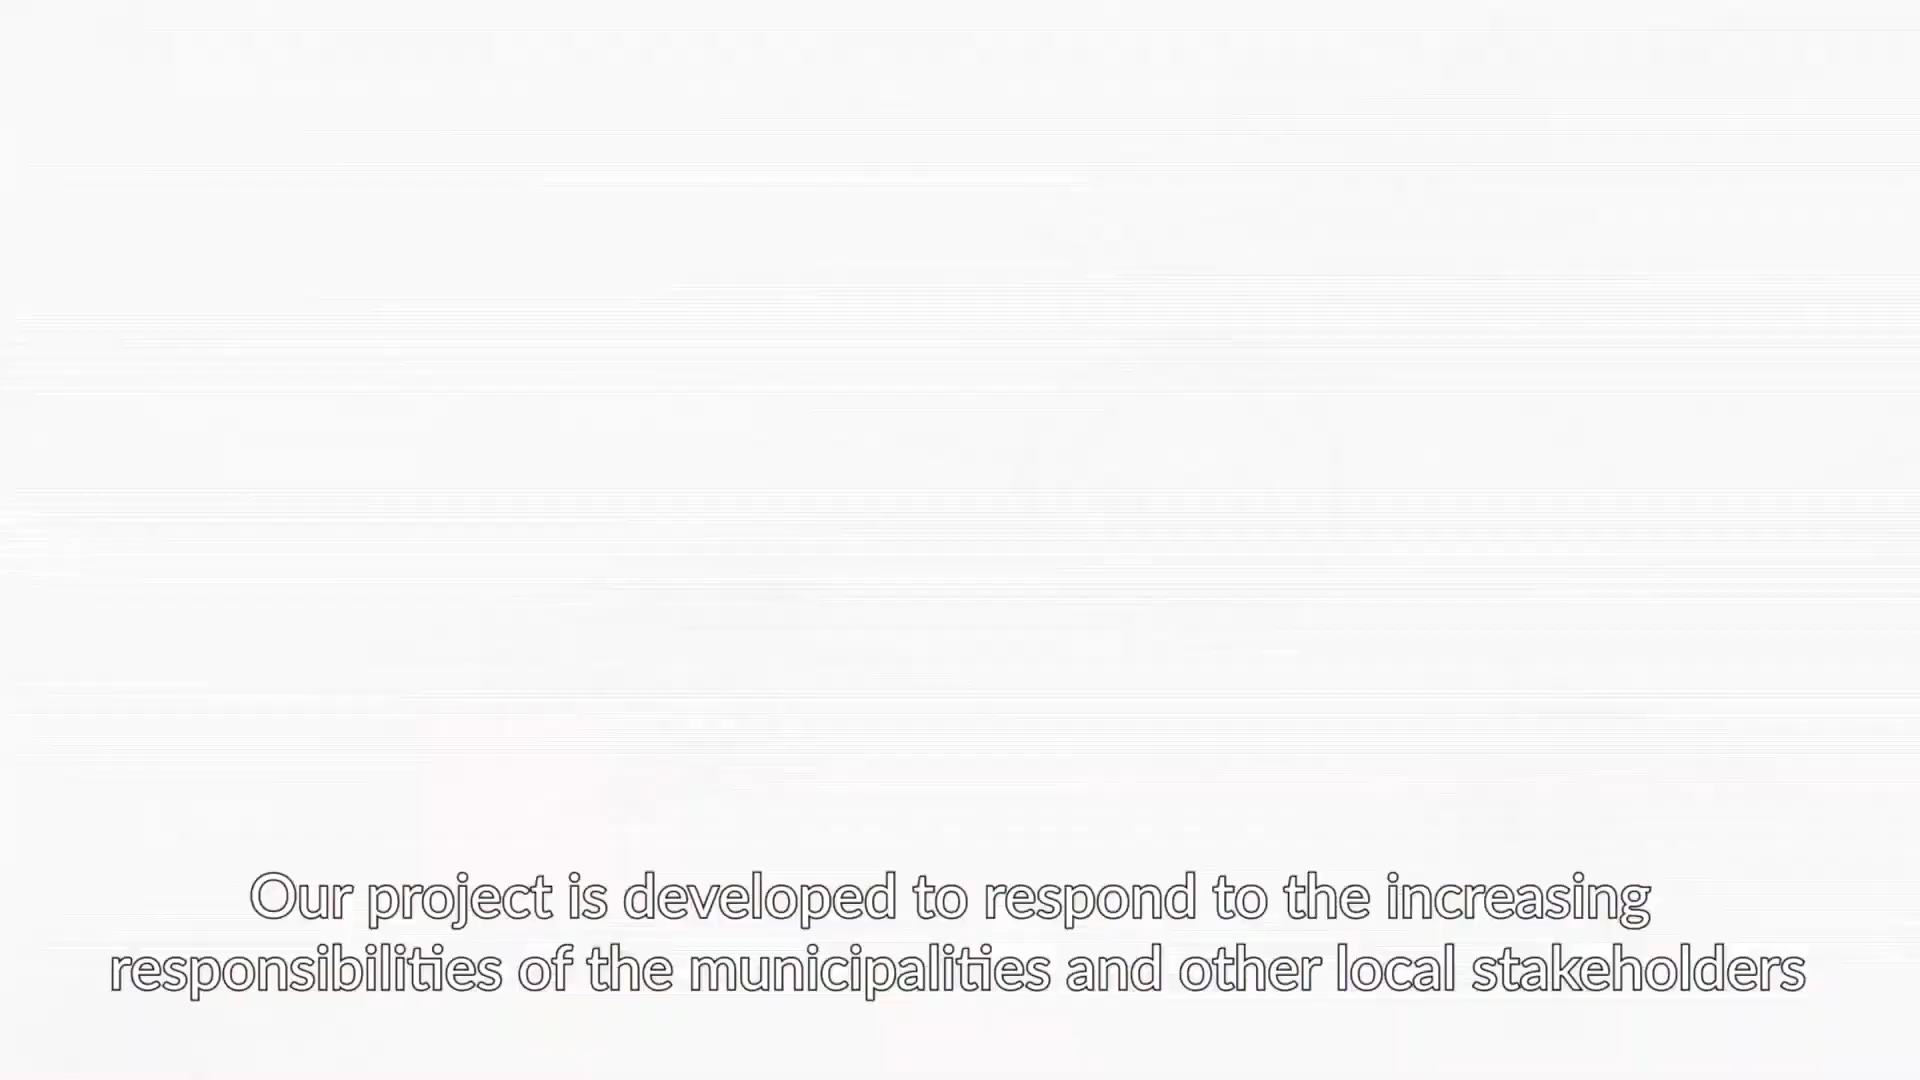 Our project is developed to respond to the increasing
responsibilities of the municipalities and other local stakeholders